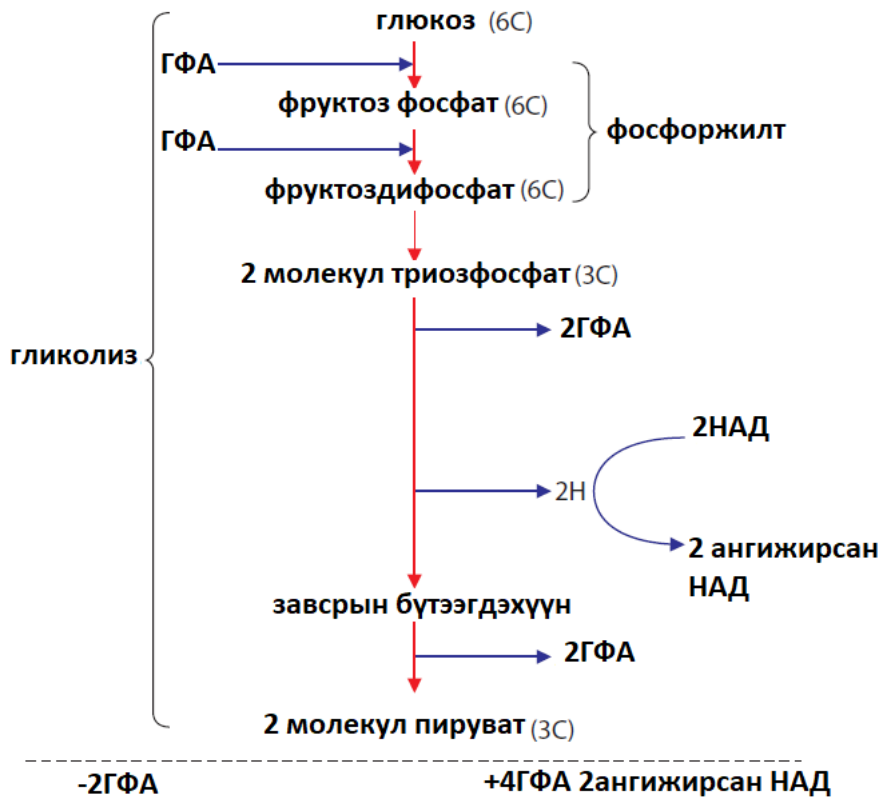 глюкоз (6C)
ГФА
фруктоз фосфат (6C)
фосфоржилт
ГФА
фруктоздифосфат (6C)
2 молекул триозфосфат (3C)
2ГФА
гликолиз
2НАД
2H
2 ангижирсан
НАД
завсрын бүтээгдэхүүн
2ГФА
2 молекул пируват (3C)
-2ГФА +4ГФА 2ангижирсан НАД